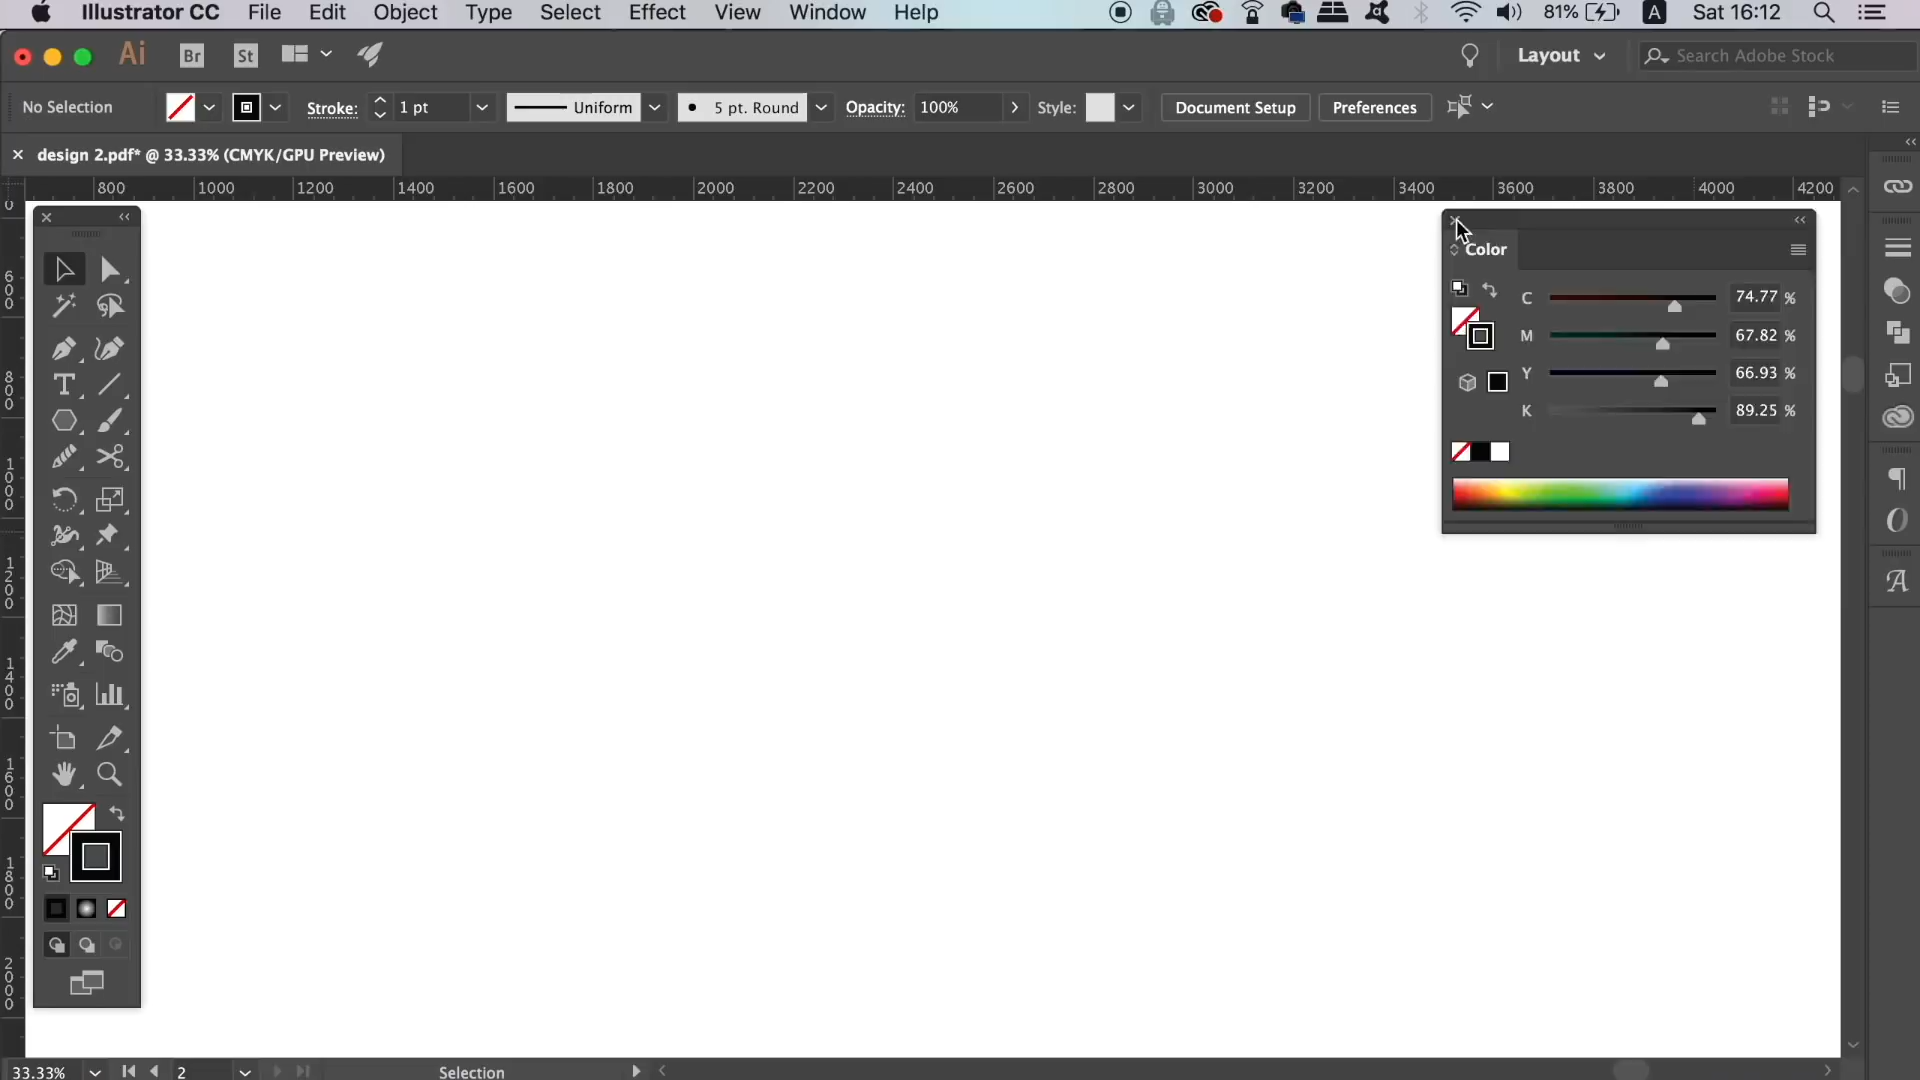 Illustrator CC File Edit Object Type Select Effect View Window Help 81% A Sat 16:12
Ai Br St Layout Search Adobe Stock
No Selection Stroke: 1 pt Uniform 5 pt. Round Opacity: 100% Style: Document Setup Preferences
× design 2.pdf* @ 33.33% (CMYK/GPU Preview)
800 1000 1200 1400 1600 1800 2000 2200 2400 2600 2800 3000 3200 3400 3600 3800 4000 4200
0
600
800
1000
1200
1400
1600
1800
2000
Color
C 74.77 %
M 67.82 %
Y 66.93 %
K 89.25 %
33.33% 2 Selection